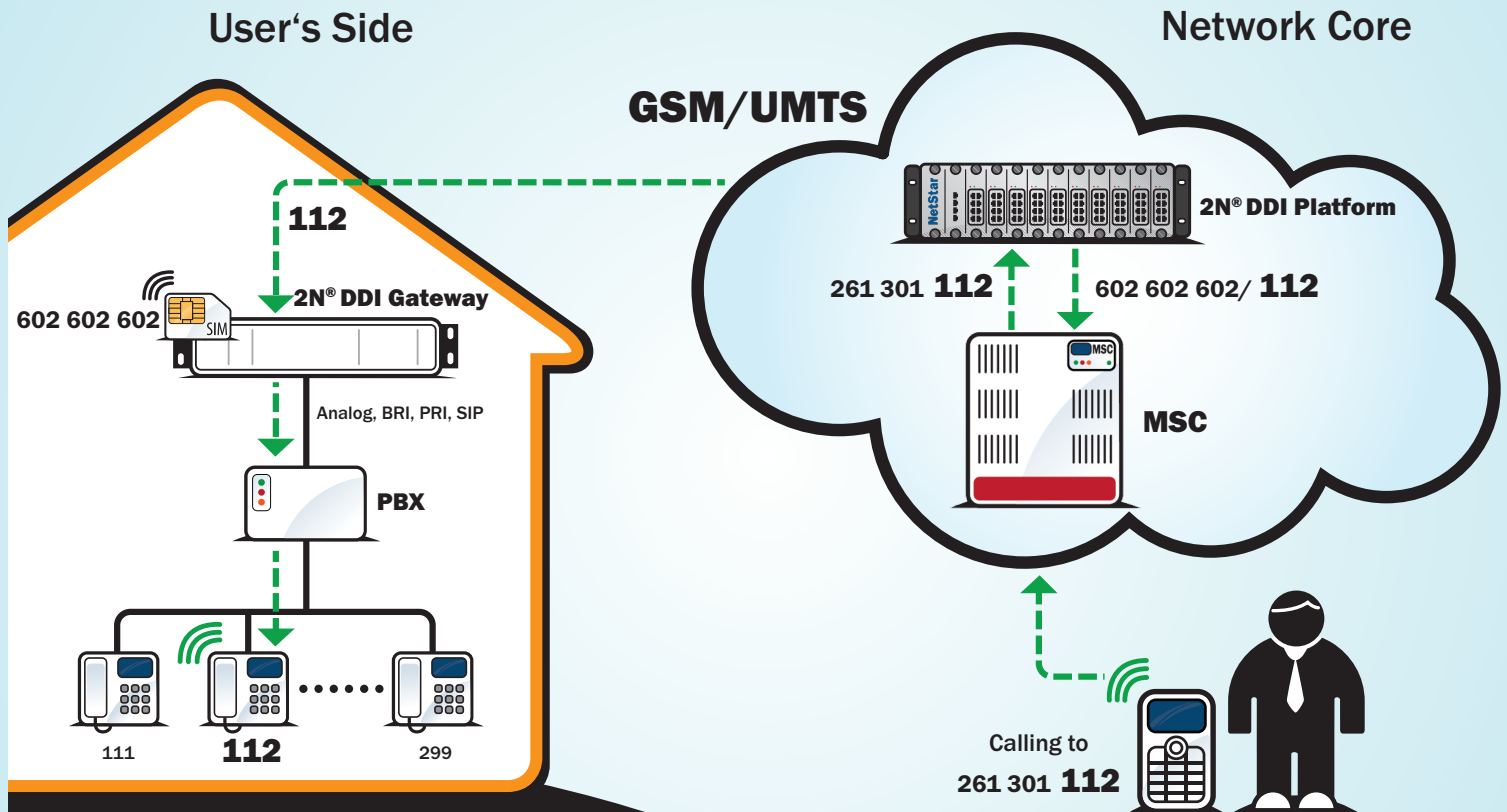 User's Side
Network Core
GSM/UMTS
NetStar
2N® DDI Platform
112
261 301 112
602 602 602/ 112
2N® DDI Gateway
602 602 602
SIM
MSC
MSC
Analog, BRI, PRI, SIP
PBX
111
112
299
Calling to
261 301 112